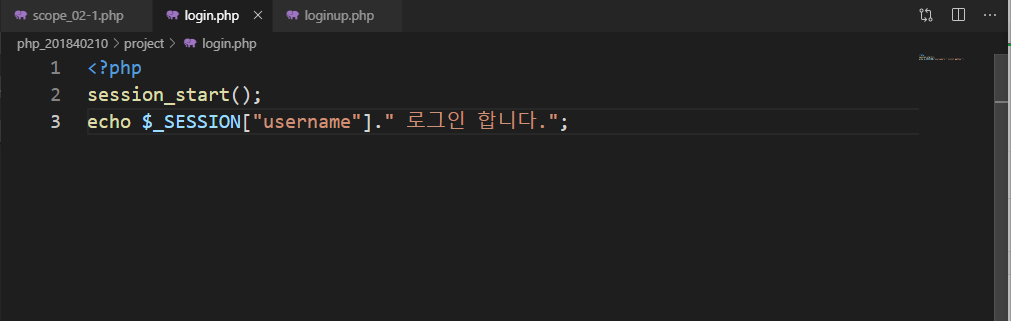 scope_02-1.php login.php loginup.php
php_201840210 > project > login.php
1 <?php
2 session_start();
3 echo $_SESSION["username"]." 로그인 합니다.";